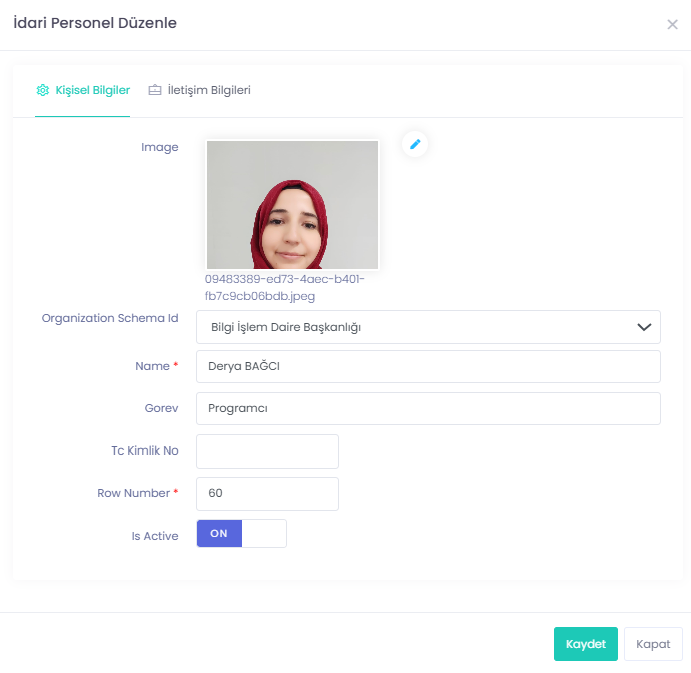 İdari Personel Düzenle
Kişisel Bilgiler
İletişim Bilgileri
Image
09483389-ed73-4aec-b401-
fb7c9cb06bdb.jpeg
Organization Schema Id
Bilgi İşlem Daire Başkanlığı
Name *
Derya BAĞCI
Gorev
Programcı
Tc Kimlik No
Row Number *
60
Is Active
ON
Kaydet
Kapat